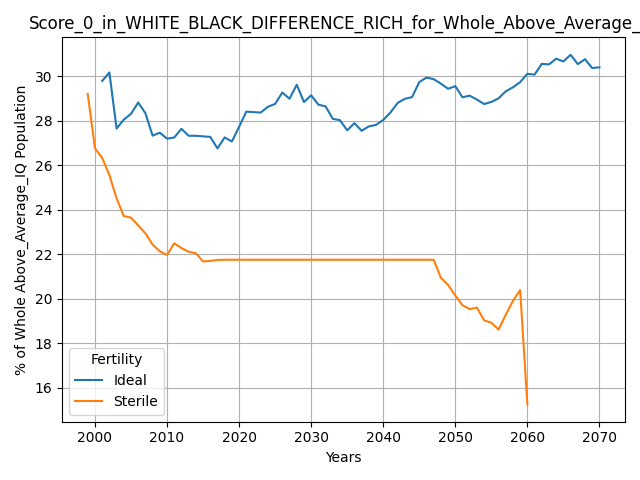 Score_0_in_WHITE_BLACK_DIFFERENCE_RICH_for_Whole_Above_Average_
% of Whole Above_Average_IQ Population
30
28
26
24
22
20
18
16
Fertility
Ideal
Sterile
2000 2010 2020 2030 2040 2050 2060 2070
Years